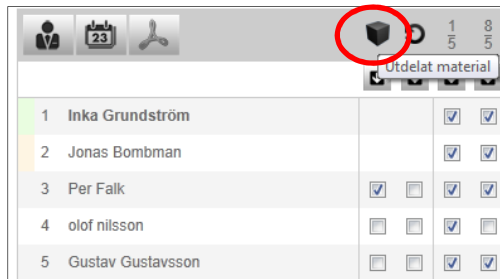 23
1 8
5 5
Utdelat material
1 Inka Grundström
2 Jonas Bombman
3 Per Falk
4 olof nilsson
5 Gustav Gustavsson